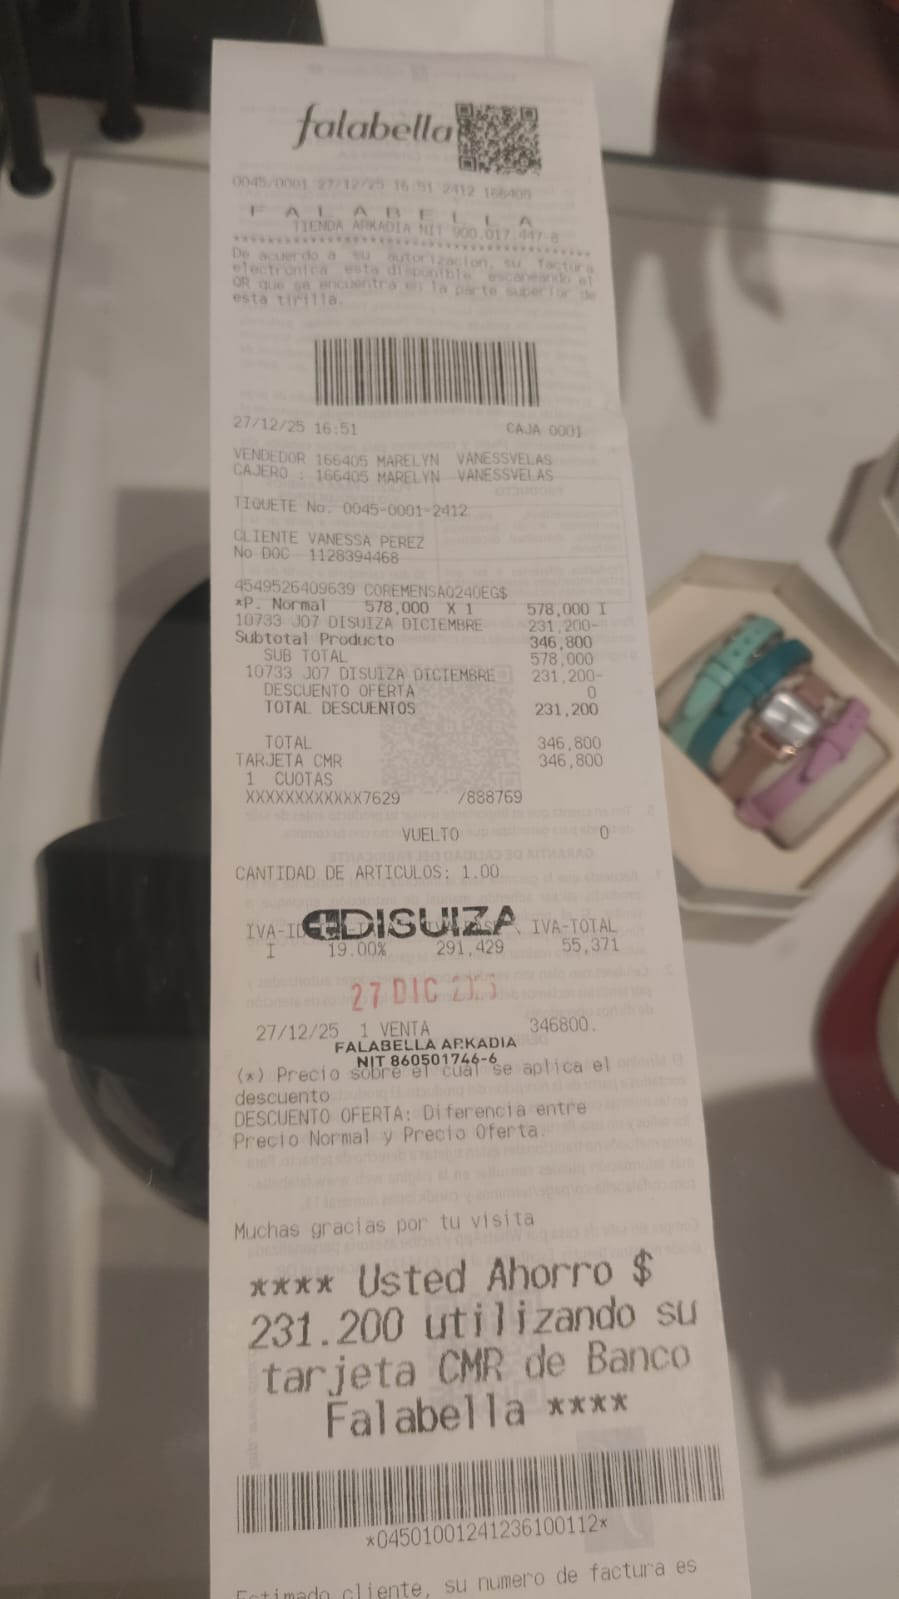 falabella
0045/0001 27/12/25 16:51 2412 166405
F A L A B E L L A
TIENDA ARKADIA NIT 900.017.447-8
****************************************
De acuerdo a su autorizacion, su factura
electronica esta disponible escaneando el
QR que se encuentra en la parte superior de
esta tirilla.
27/12/25 16:51 CAJA 0001
VENDEDOR 166405 MARELYN VANESSVELAS
CAJERO : 166405 MARELYN VANESSVELAS
TIQUETE No. 0045-0001-2412
CLIENTE VANESSA PEREZ
No DOC 1128394468
4549526409639 COREMENSAQ240EG$
*P. Normal 578,000 X 1 578,000 I
10733 J07 DISUIZA DICIEMBRE 231,200-
Subtotal Producto 346,800
SUB TOTAL 578,000
10733 J07 DISUIZA DICIEMBRE 231,200-
DESCUENTO OFERTA 0
TOTAL DESCUENTOS 231,200
TOTAL 346,800
TARJETA CMR 346,800
1 CUOTAS
XXXXXXXXXXXX7629 /888769
VUELTO 0
CANTIDAD DE ARTICULOS: 1.00
DISUIZA
IVA-TOTAL
I 19.00% 291,429 55,371
27 DIC
27/12/25 1 VENTA 346800.
FALABELLA ARKADIA
NIT 860501746-6
(*) Precio sobre el cual se aplica el
descuento
DESCUENTO OFERTA: Diferencia entre
Precio Normal y Precio Oferta.
Muchas gracias por tu visita
**** Usted Ahorro $
231.200 utilizando su
tarjeta CMR de Banco
Falabella ****
*04501001241236100112*
Estimado cliente, su numero de factura es